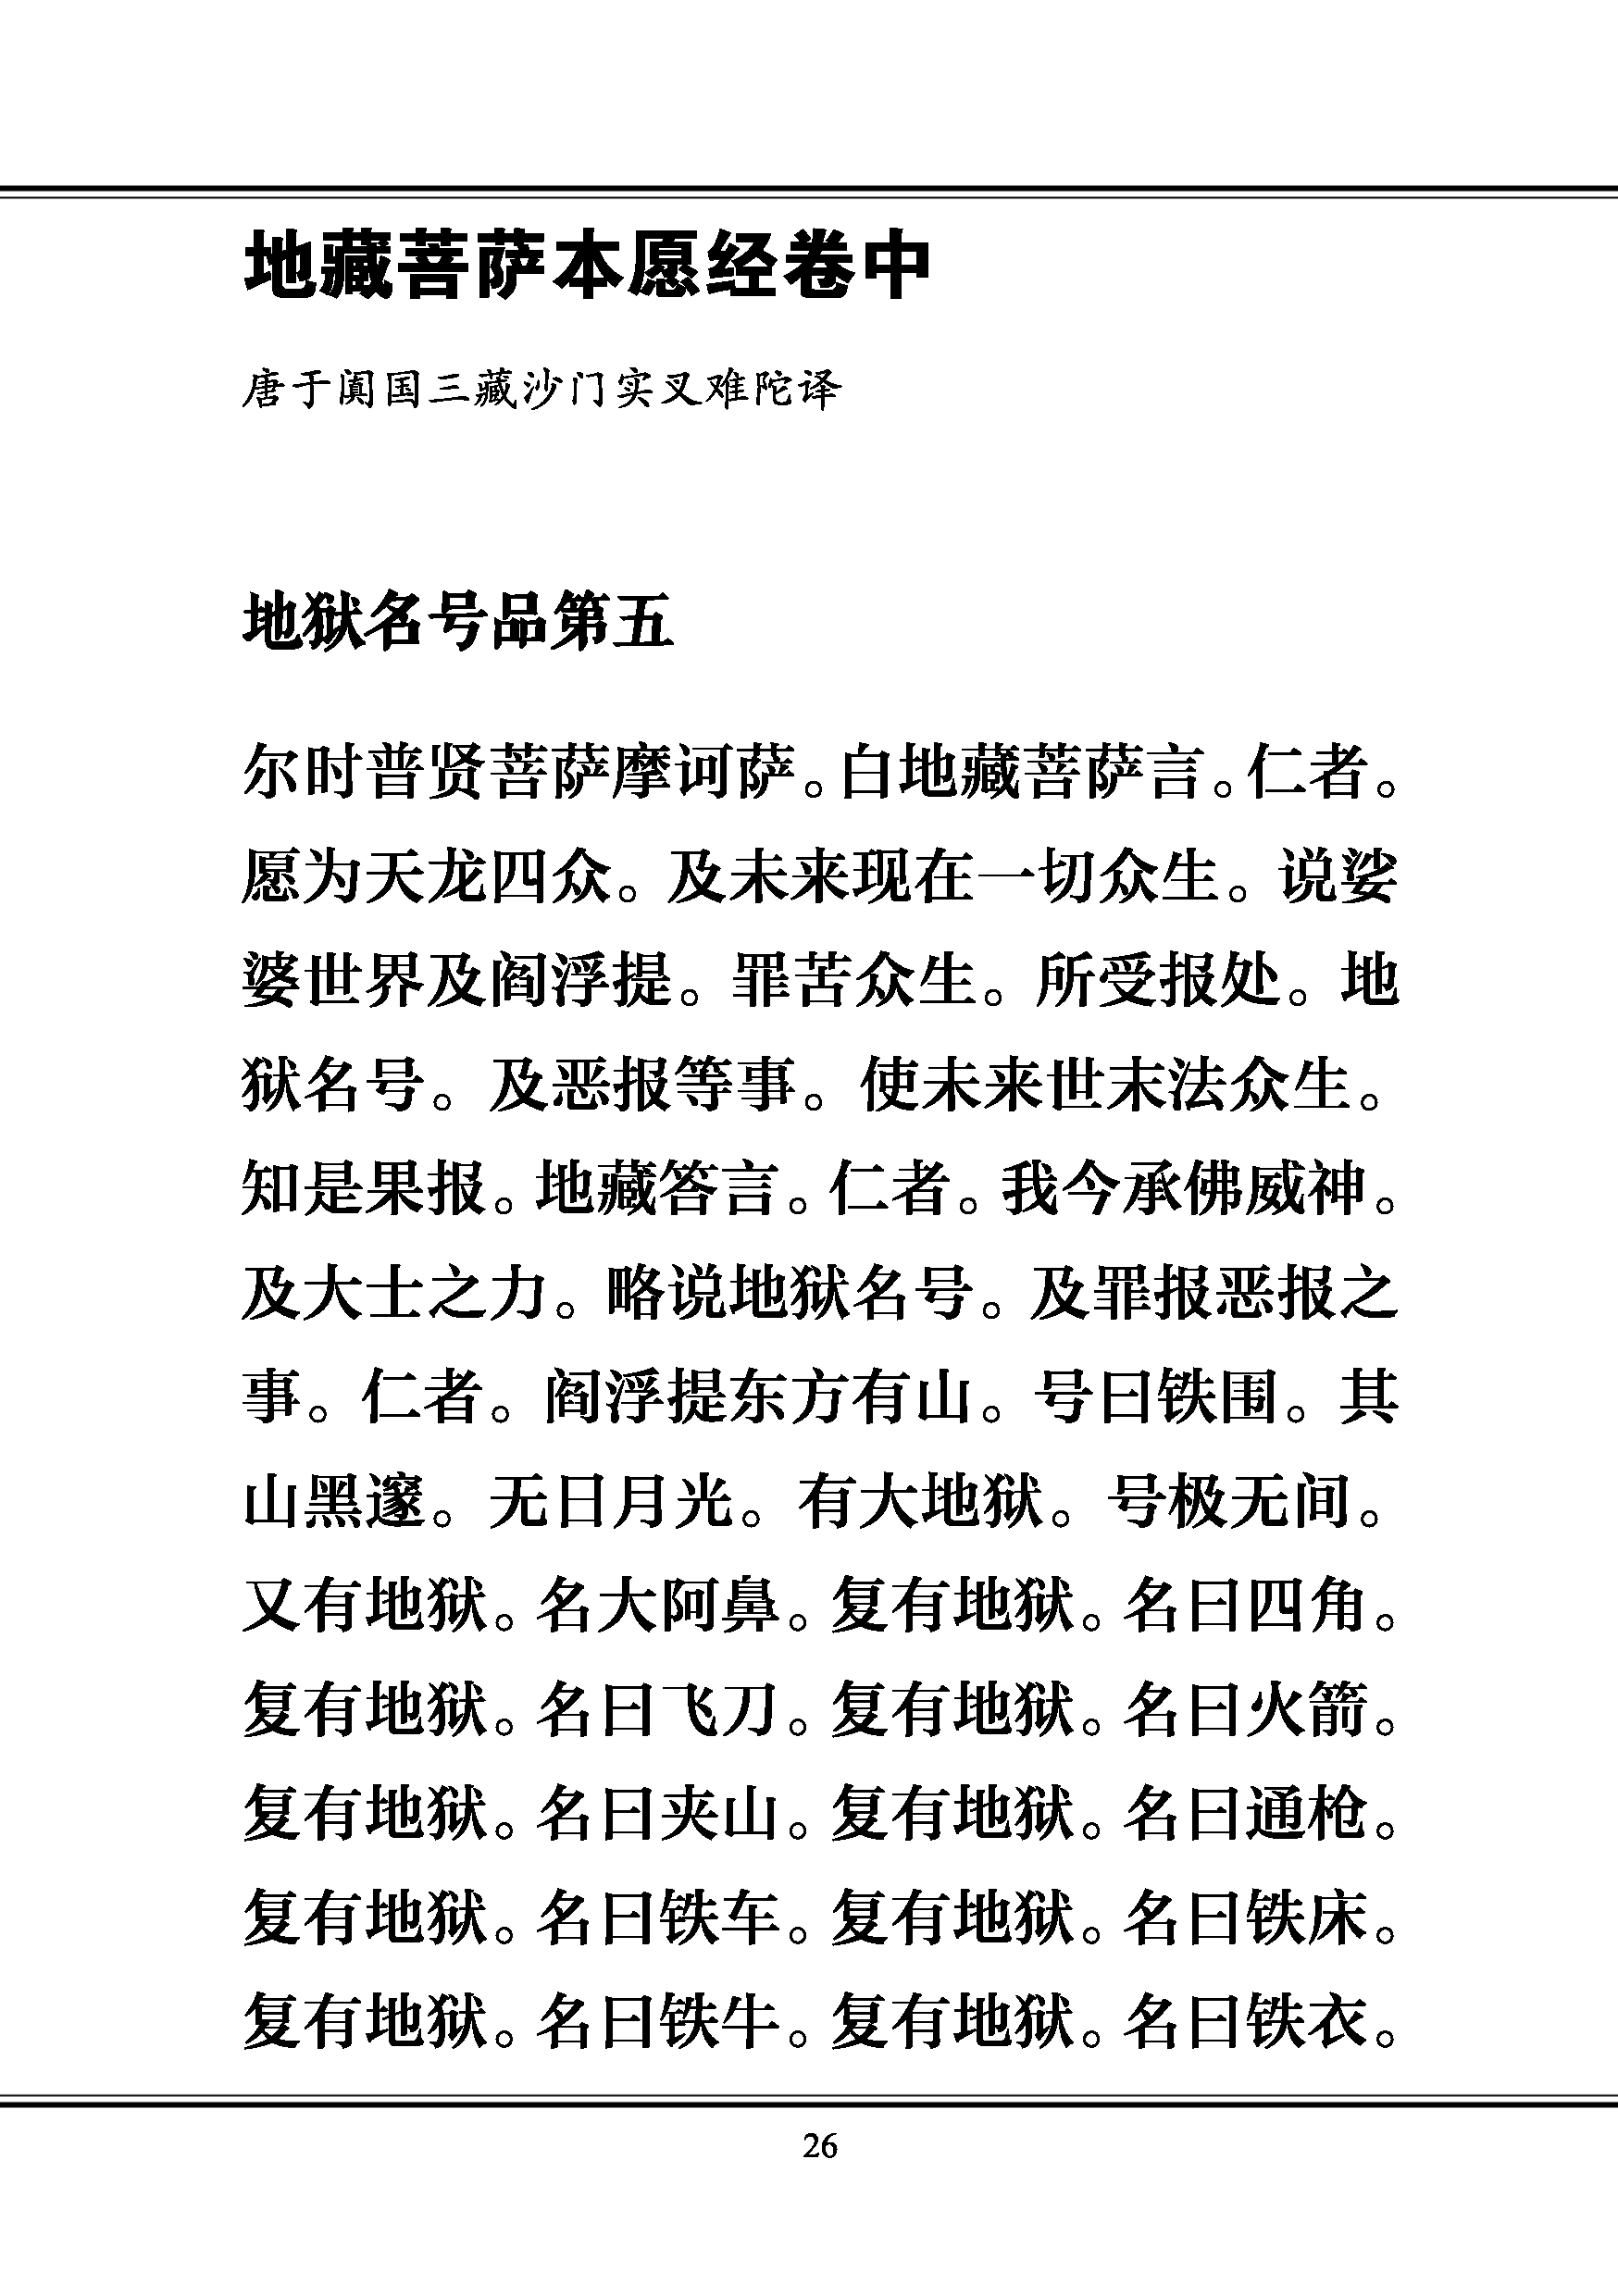 地藏菩萨本愿经卷中
唐于阗国三藏沙门实叉难陀译
地狱名号品第五
尔时普贤菩萨摩诃萨。白地藏菩萨言。仁者。
愿为天龙四众。及未来现在一切众生。说娑
婆世界及阎浮提。罪苦众生。所受报处。地
狱名号。及恶报等事。使未来世末法众生。
知是果报。地藏答言。仁者。我今承佛威神。
及大士之力。略说地狱名号。及罪报恶报之
事。仁者。阎浮提东方有山。号曰铁围。其
山黑邃。无日月光。有大地狱。号极无间。
又有地狱。名大阿鼻。复有地狱。名曰四角。
复有地狱。名曰飞刀。复有地狱。名曰火箭。
复有地狱。名曰夹山。复有地狱。名曰通枪。
复有地狱。名曰铁车。复有地狱。名曰铁床。
复有地狱。名曰铁牛。复有地狱。名曰铁衣。
26